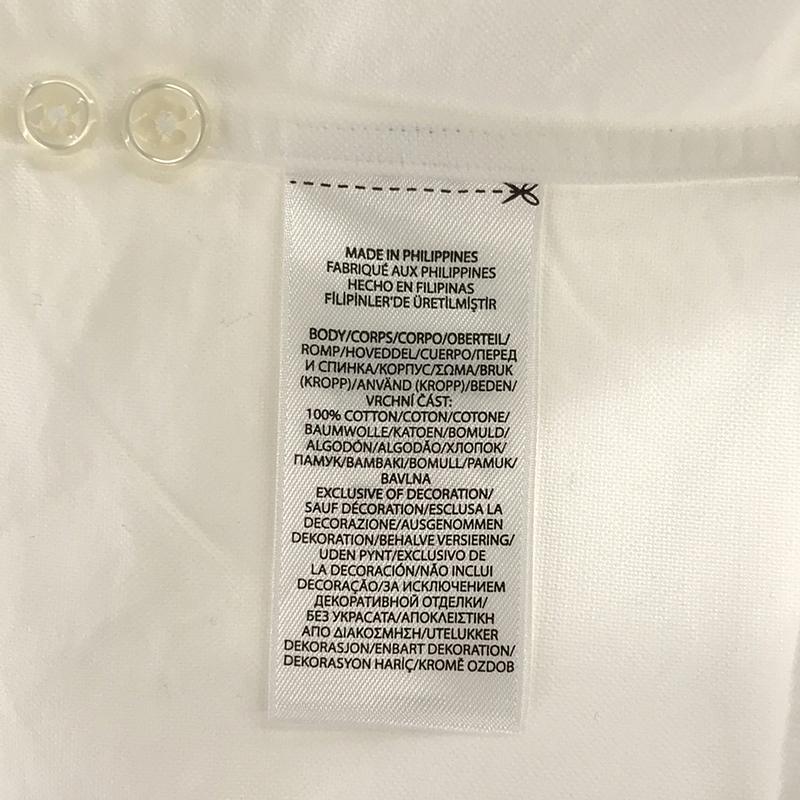 MADE IN PHILIPPINES
FABRIQUÉ AUX PHILIPPINES
HECHO EN FILIPINAS
FİLİPİNLER'DE ÜRETİLMİŞTİR
BODY/CORPS/CORPO/OBERTEIL/
ROMP/HOVEDDEL/CUERPO/ПЕРЕД
И СПИНКА/КОРПУС/ΣΩΜΑ/BRUK
(KROPP)/ANVÄND (KROPP)/BEDEN/
VRCHNÍ ČÁST:
100% COTTON/COTON/COTONE/
BAUMWOLLE/KATOEN/BOMULD/
ALGODÓN/ALGODÃO/ХЛОПОК/
ПАМУК/ΒΑΜΒΑΚΙ/BOMULL/PAMUK/
BAVLNA
EXCLUSIVE OF DECORATION/
SAUF DÉCORATION/ESCLUSA LA
DECORAZIONE/AUSGENOMMEN
DEKORATION/BEHALVE VERSIERING/
UDEN PYNT/EXCLUSIVO DE
LA DECORACIÓN/NÃO INCLUI
DECORAÇÃO/ЗА ИСКЛЮЧЕНИЕМ
ДЕКОРАТИВНОЙ ОТДЕЛКИ/
БЕЗ УКРАСАТА/ΑΠΟΚΛΕΙΣΤΙΚΗ
ΑΠΟ ΔΙΑΚΟΣΜΗΣΗ/UTELUKKER
DEKORASJON/ENBART DEKORATION/
DEKORASYON HARİÇ/KROMĚ OZDOB